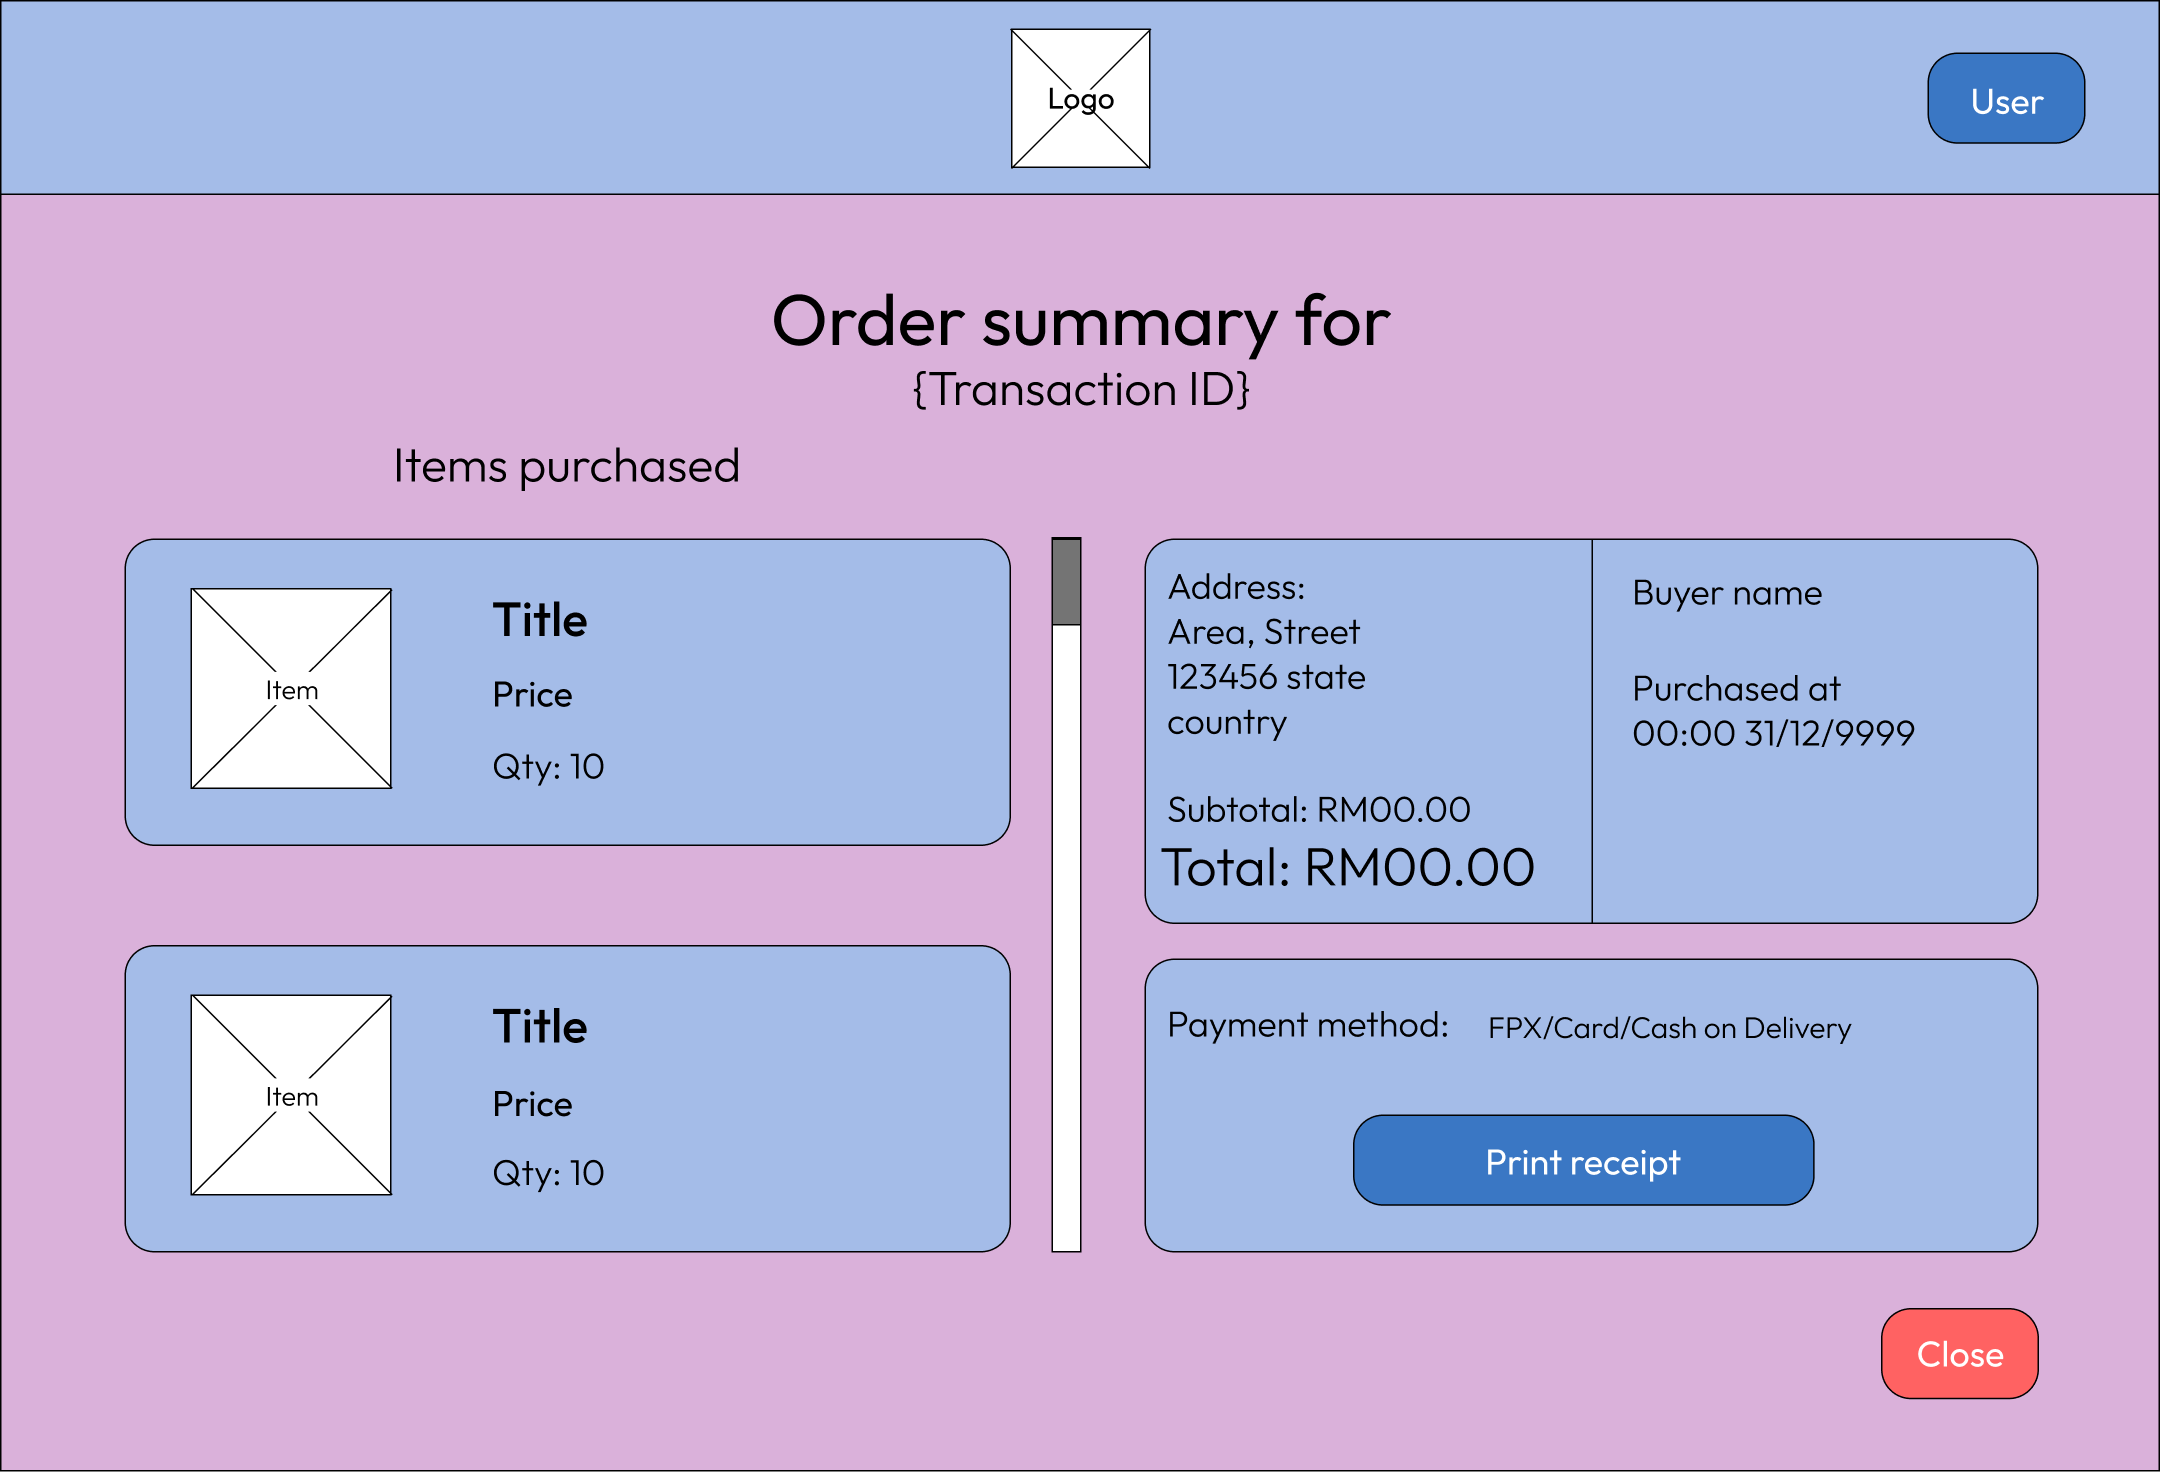 Logo
User
Order summary for
{Transaction ID}
Items purchased
Item
Title
Price
Qty: 10
Item
Title
Price
Qty: 10
Address:
Area, Street
123456 state
country
Subtotal: RM00.00
Total: RM00.00
Buyer name
Purchased at
00:00 31/12/9999
Payment method: FPX/Card/Cash on Delivery
Print receipt
Close